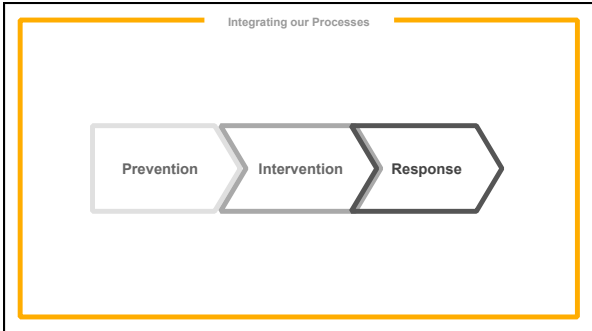 Integrating our Processes
Prevention
Intervention
Response